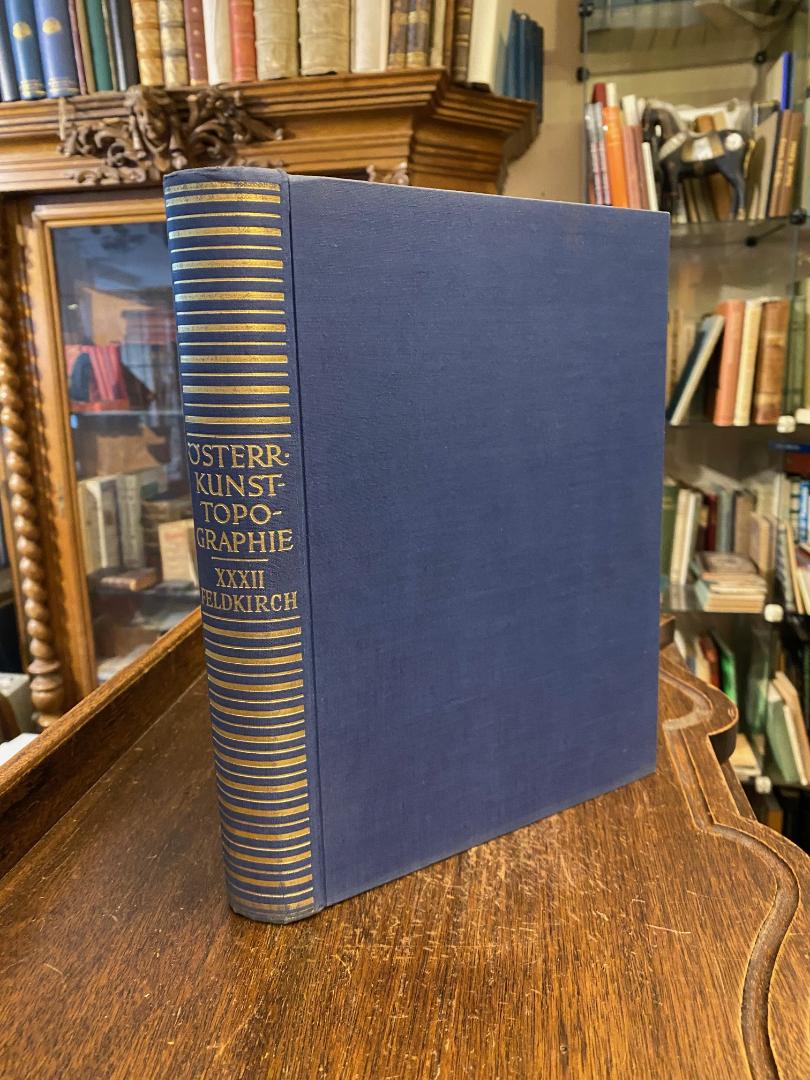 ÖSTERR·
KUNST-
TOPO-
GRAPHIE
XXXII
FELDKIRCH